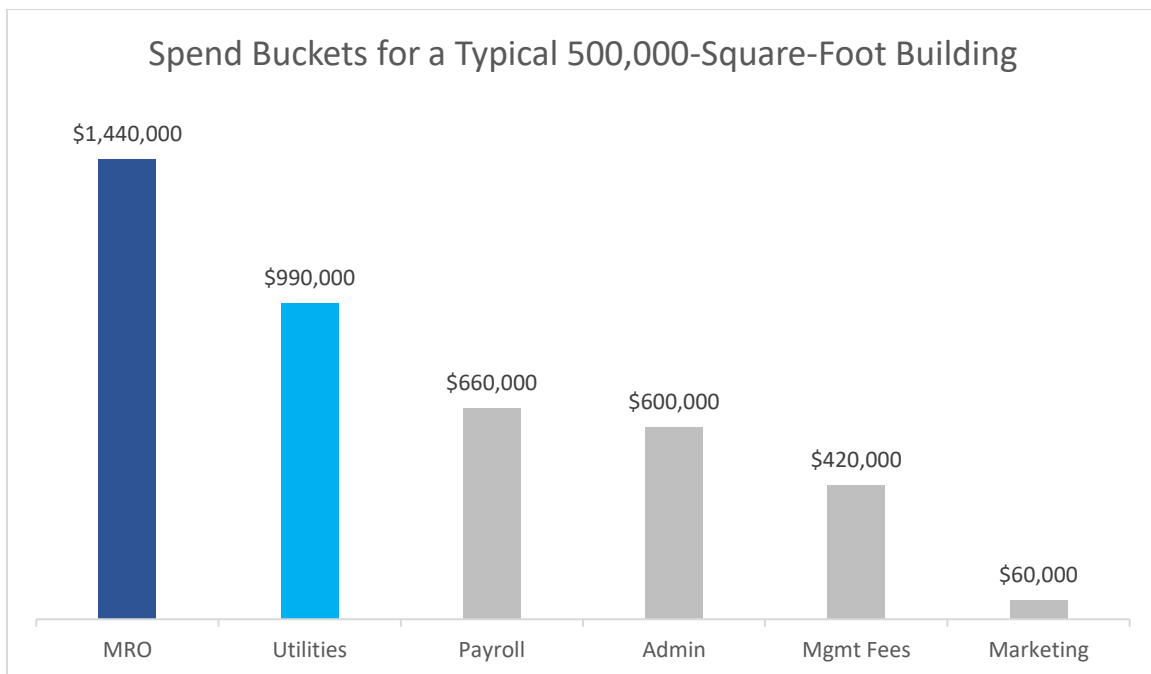 Spend Buckets for a Typical 500,000-Square-Foot Building
$1,440,000
$990,000
$660,000
$600,000
$420,000
$60,000
MRO
Utilities
Payroll
Admin
Mgmt Fees
Marketing